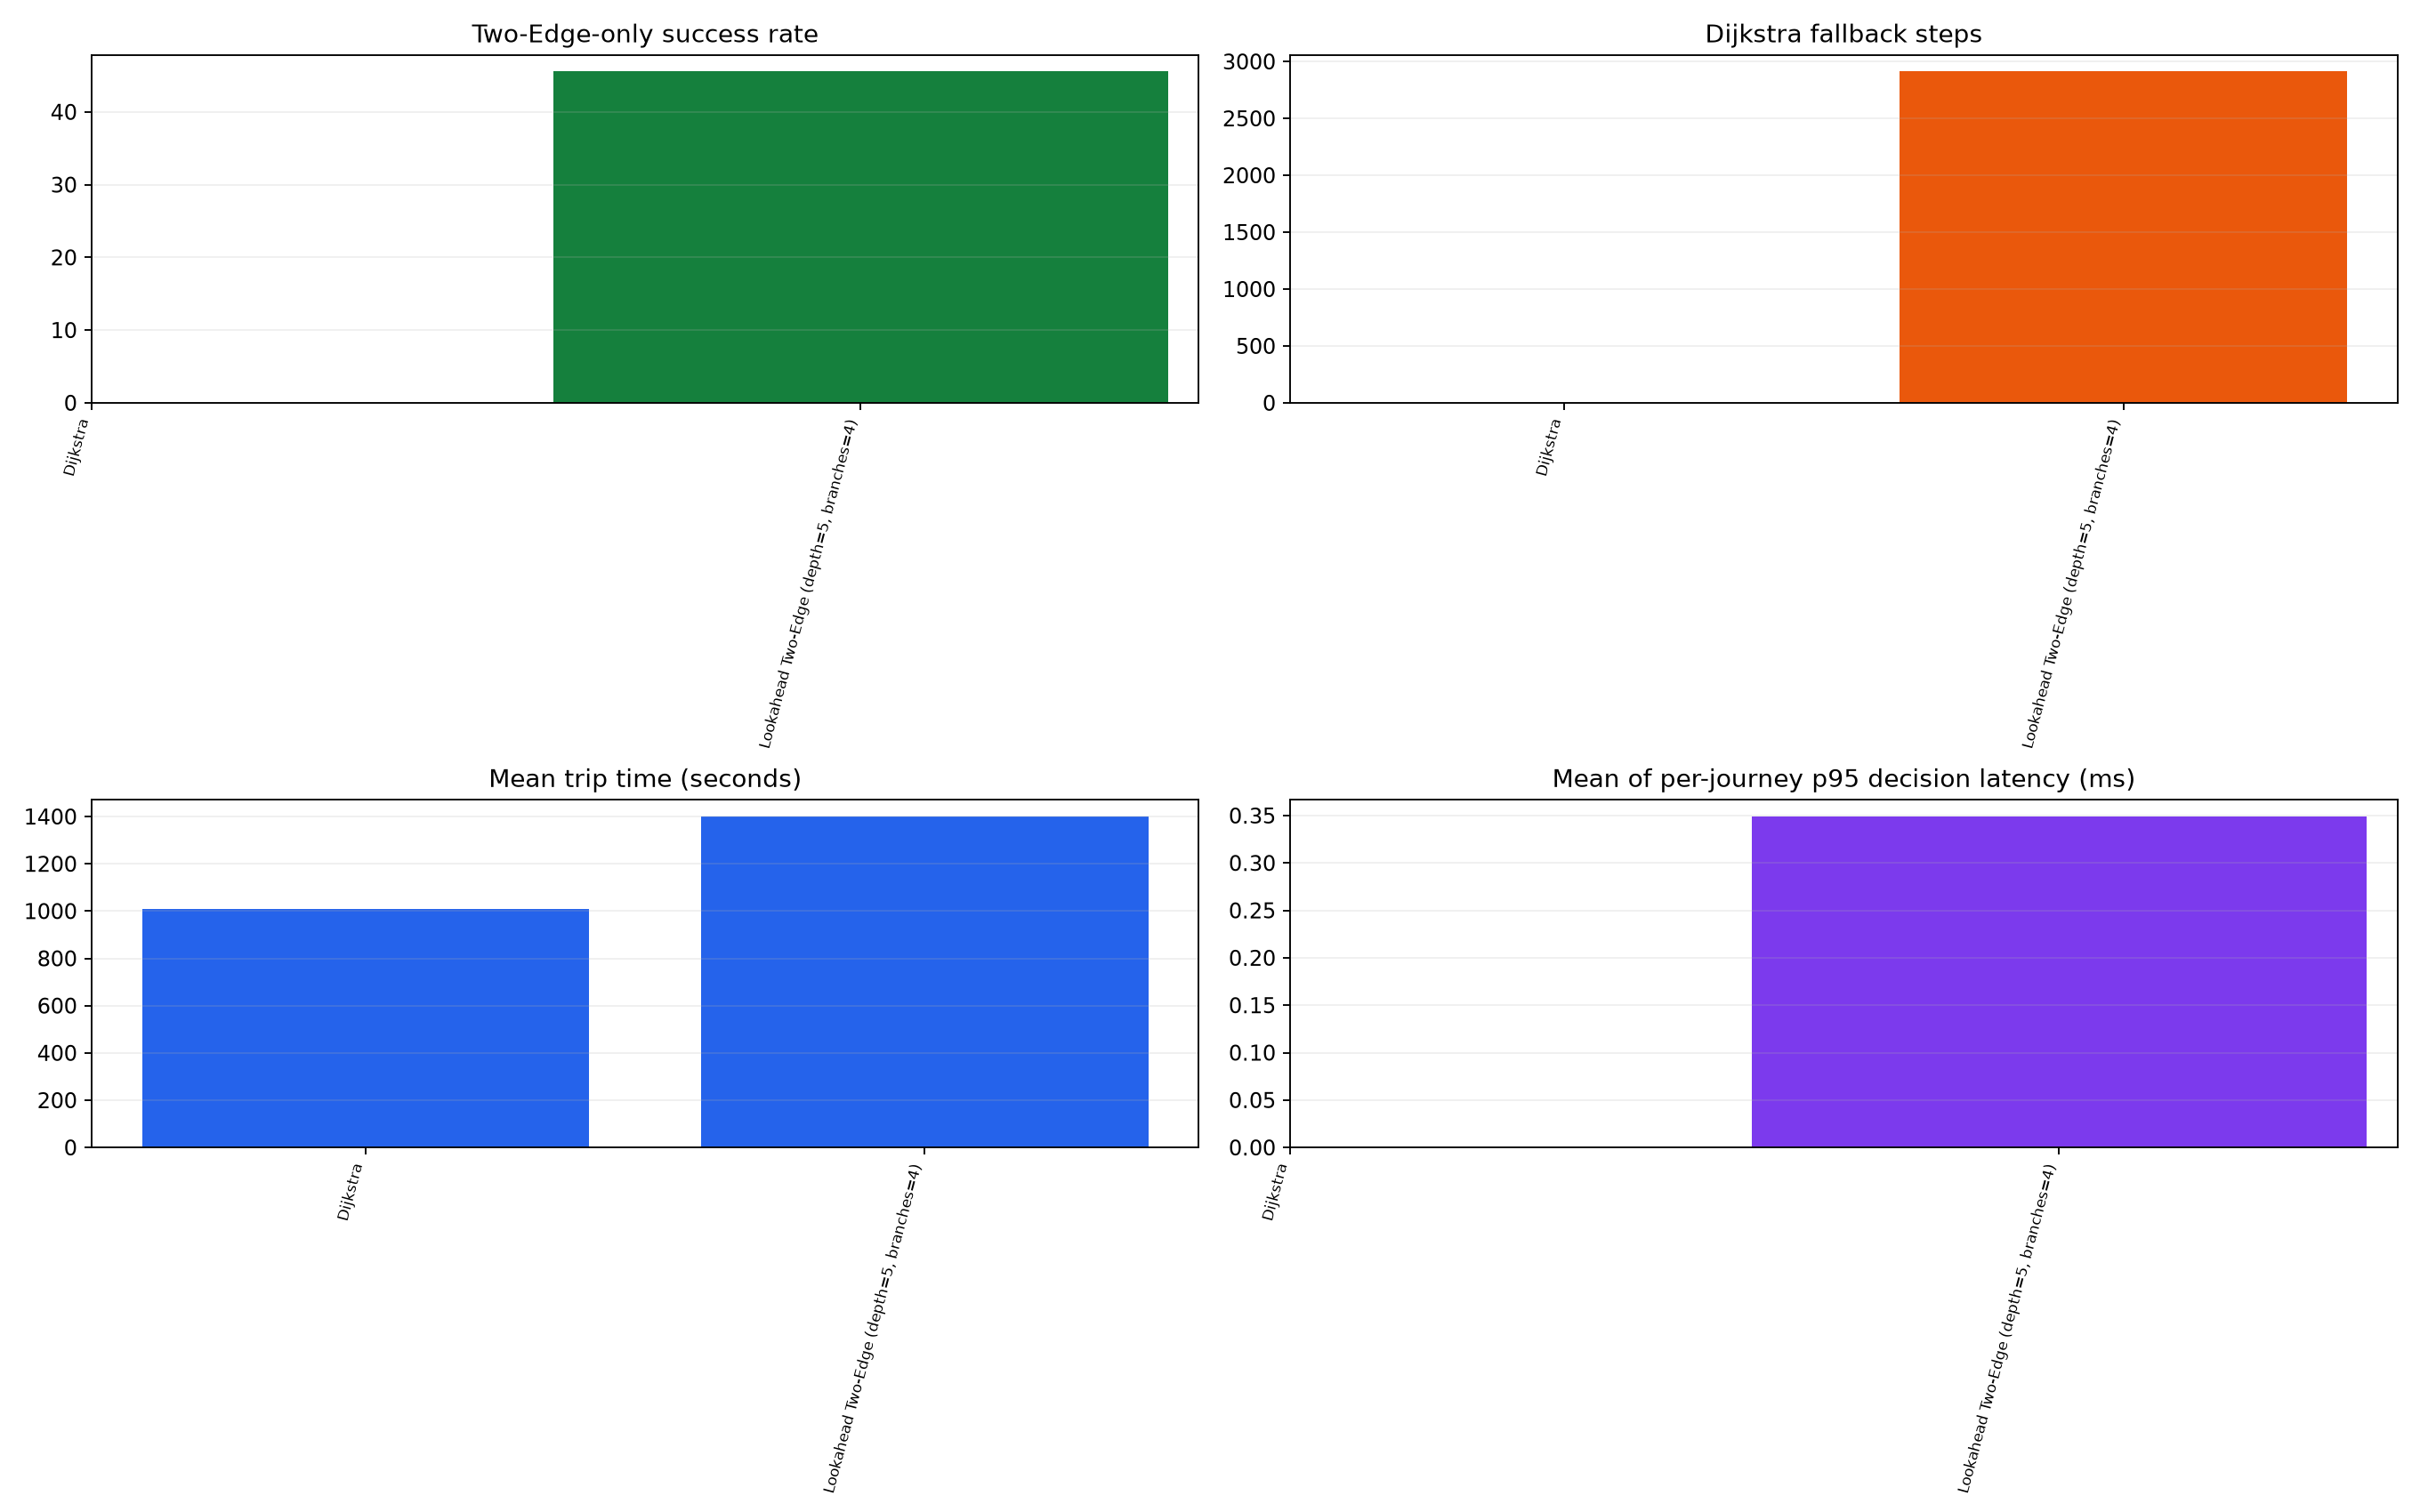 Two-Edge-only success rate
40
30
20
10
0
Dijkstra
Lookahead Two-Edge (depth=5, branches=4)
Dijkstra fallback steps
3000
2500
2000
1500
1000
500
0
Dijkstra
Lookahead Two-Edge (depth=5, branches=4)
Mean trip time (seconds)
1400
1200
1000
800
600
400
200
0
Dijkstra
Lookahead Two-Edge (depth=5, branches=4)
Mean of per-journey p95 decision latency (ms)
0.35
0.30
0.25
0.20
0.15
0.10
0.05
0.00
Dijkstra
Lookahead Two-Edge (depth=5, branches=4)